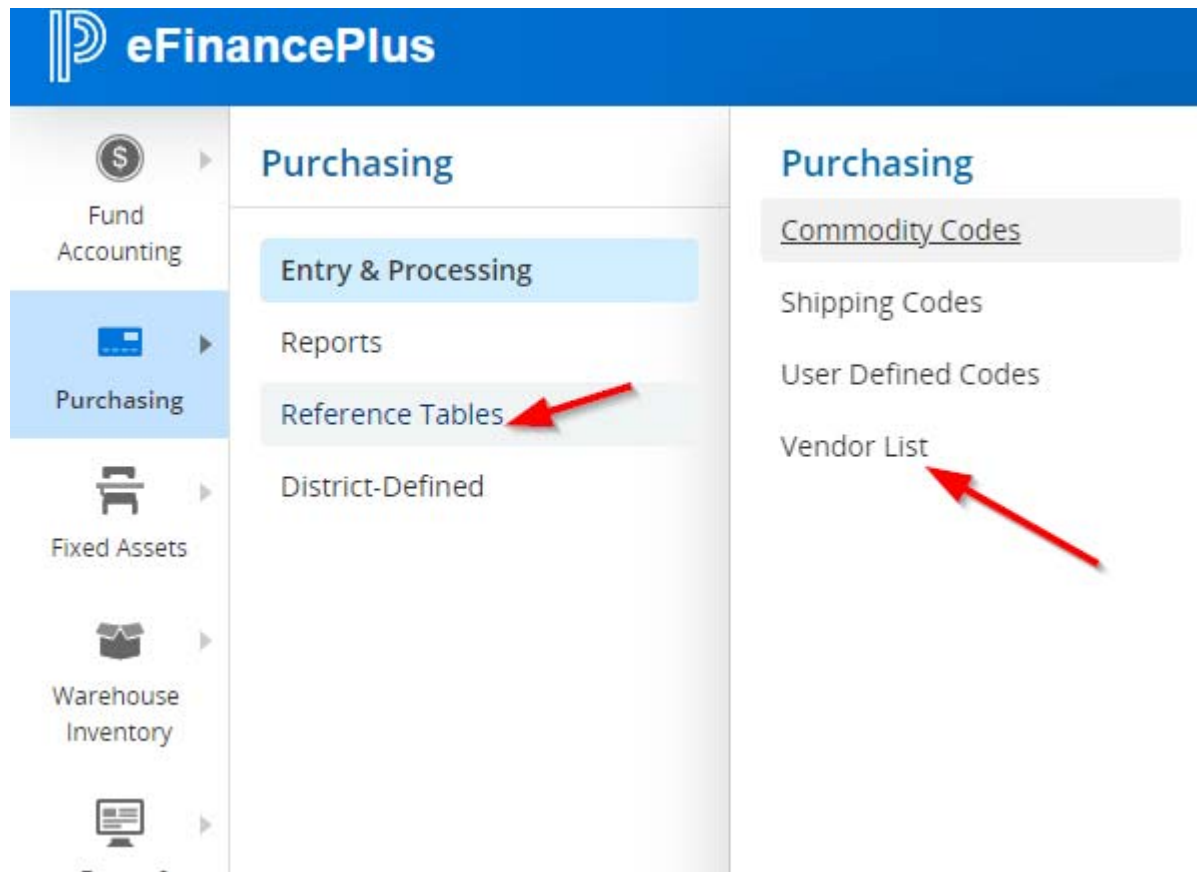 eFinancePlus
Fund
Accounting
Purchasing
Fixed Assets
Warehouse
Inventory
Purchasing
Entry & Processing
Reports
Reference Tables
District-Defined
Purchasing
Commodity Codes
Shipping Codes
User Defined Codes
Vendor List